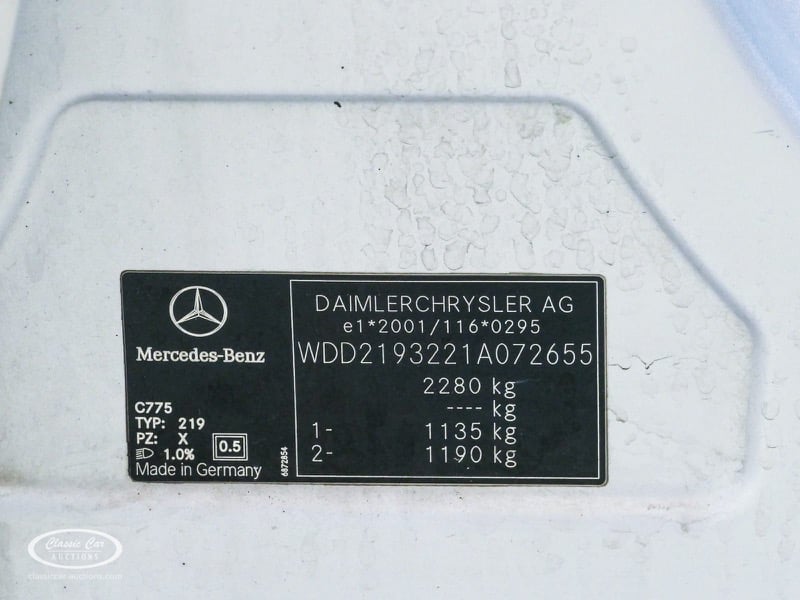 Mercedes-Benz
C775
TYP: 219
PZ: X
1.0%
0.5
Made in Germany
6872854
DAIMLERCHRYSLER AG
e1*2001/116*0295
WDD2193221A072655
2280 kg
---- kg
1- 1135 kg
2- 1190 kg
Classic Car
AUCTIONS
classiccar-auctions.com